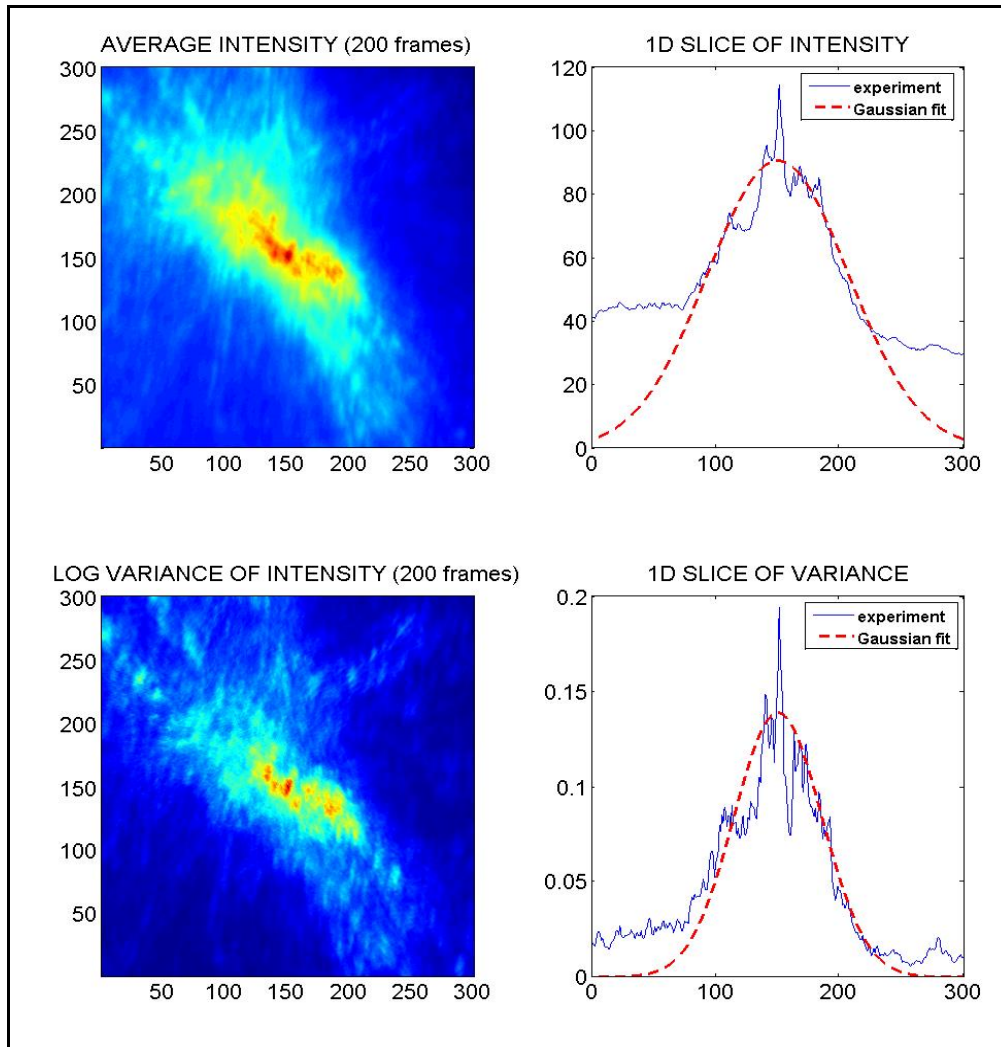 AVERAGE INTENSITY (200 frames)
300
250
200
150
100
50
50 100 150 200 250 300
1D SLICE OF INTENSITY
120
100
80
60
40
20
0
0 100 200 300
experiment
Gaussian fit
LOG VARIANCE OF INTENSITY (200 frames)
300
250
200
150
100
50
50 100 150 200 250 300
1D SLICE OF VARIANCE
0.2
0.15
0.1
0.05
0
0 100 200 300
experiment
Gaussian fit